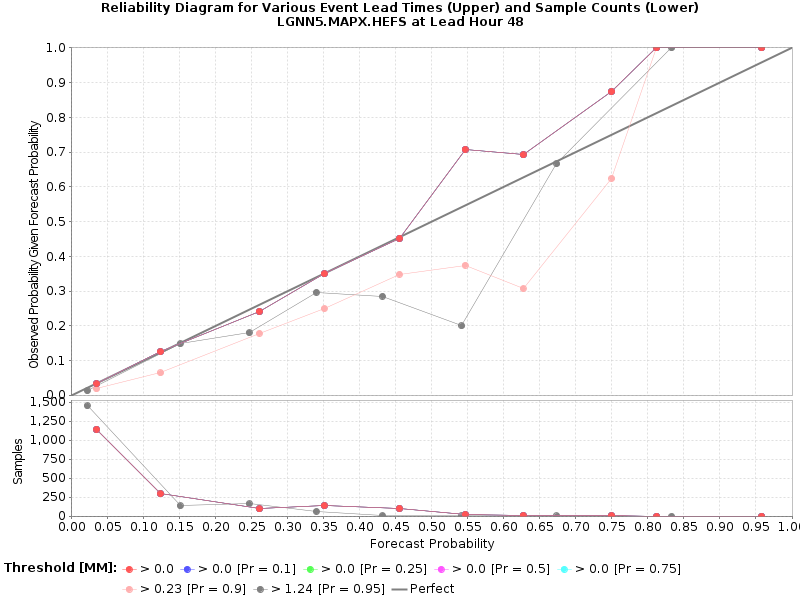 Reliability Diagram for Various Event Lead Times (Upper) and Sample Counts (Lower)
LGNN5.MAPX.HEFS at Lead Hour 48
Observed Probability Given Forecast Probability
1.0
0.9
0.8
0.7
0.6
0.5
0.4
0.3
0.2
0.1
0.0
Samples
1,500
1,250
1,000
750
500
250
0
0.00 0.05 0.10 0.15 0.20 0.25 0.30 0.35 0.40 0.45 0.50 0.55 0.60 0.65 0.70 0.75 0.80 0.85 0.90 0.95 1.00
Forecast Probability
Threshold [MM]: > 0.0 > 0.0 [Pr = 0.1] > 0.0 [Pr = 0.25] > 0.0 [Pr = 0.5] > 0.0 [Pr = 0.75]
> 0.23 [Pr = 0.9] > 1.24 [Pr = 0.95] Perfect